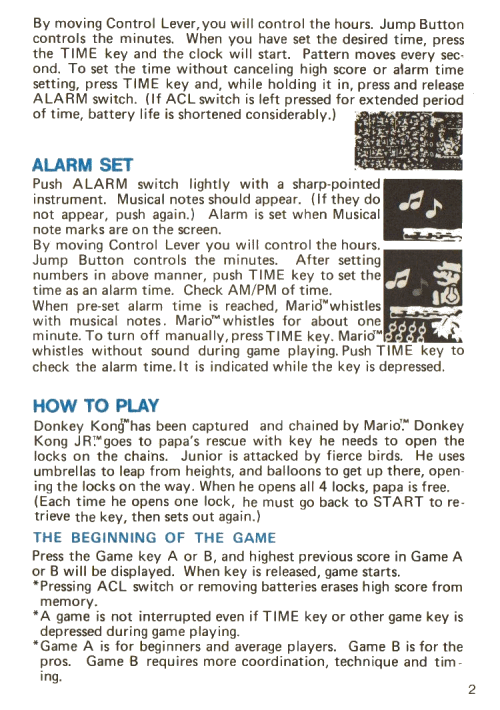 By moving Control Lever, you will control the hours. Jump Button
controls the minutes. When you have set the desired time, press
the TIME key and the clock will start. Pattern moves every sec-
ond. To set the time without canceling high score or alarm time
setting, press TIME key and, while holding it in, press and release
ALARM switch. (If ACL switch is left pressed for extended period
of time, battery life is shortened considerably.)
ALARM SET
Push ALARM switch lightly with a sharp-pointed
instrument. Musical notes should appear. (If they do
not appear, push again.) Alarm is set when Musical
note marks are on the screen.
By moving Control Lever you will control the hours.
Jump Button controls the minutes. After setting
numbers in above manner, push TIME key to set the
time as an alarm time. Check AM/PM of time.
When pre-set alarm time is reached, Mario™ whistles
with musical notes. Mario™ whistles for about one
minute. To turn off manually, press TIME key. Mario™
whistles without sound during game playing. Push TIME key to
check the alarm time. It is indicated while the key is depressed.
HOW TO PLAY
Donkey Kong™ has been captured and chained by Mario™. Donkey
Kong JR.™ goes to papa's rescue with key he needs to open the
locks on the chains. Junior is attacked by fierce birds. He uses
umbrellas to leap from heights, and balloons to get up there, open-
ing the locks on the way. When he opens all 4 locks, papa is free.
(Each time he opens one lock, he must go back to START to re-
trieve the key, then sets out again.)
THE BEGINNING OF THE GAME
Press the Game key A or B, and highest previous score in Game A
or B will be displayed. When key is released, game starts.
*Pressing ACL switch or removing batteries erases high score from
memory.
*A game is not interrupted even if TIME key or other game key is
depressed during game playing.
*Game A is for beginners and average players. Game B is for the
pros. Game B requires more coordination, technique and tim-
ing.
2